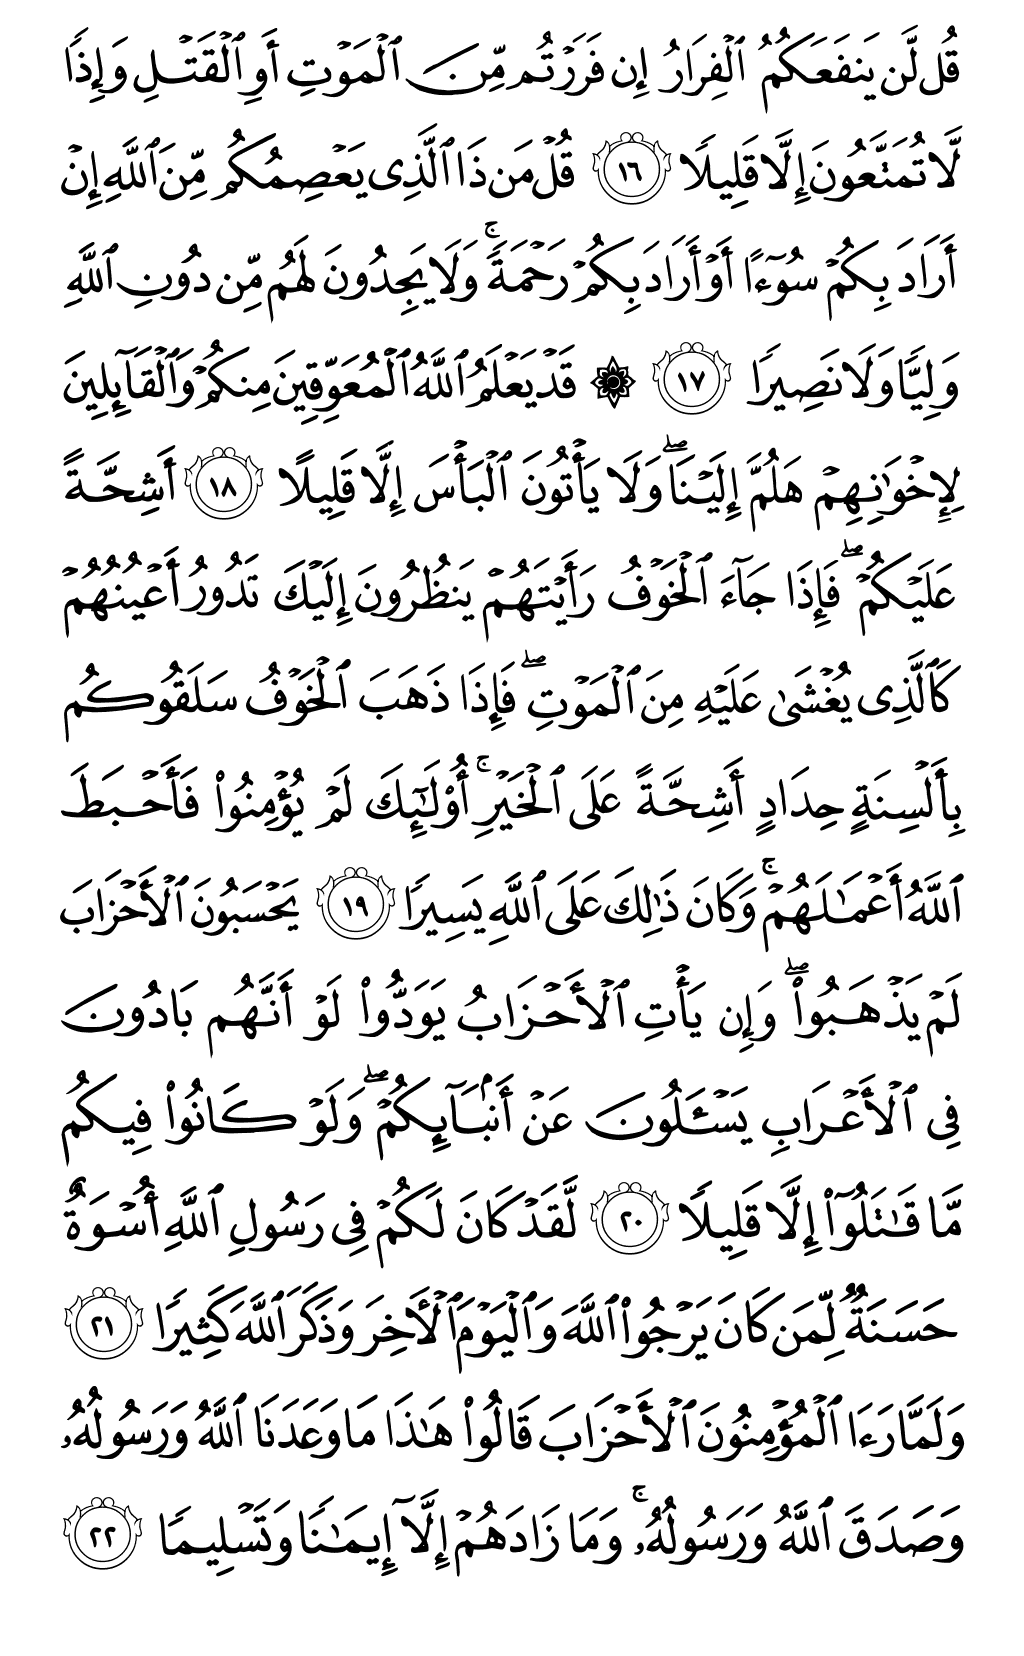 قُل لَّن يَنفَعَكُمُ ٱلْفِرَارُ إِن فَرَرْتُم مِّنَ ٱلْمَوْتِ أَوِ ٱلْقَتْلِ وَإِذًا
لَّا تُمَتَّعُونَ إِلَّا قَلِيلًا ١٦ قُلْ مَن ذَا ٱلَّذِى يَعْصِمُكُم مِّنَ ٱللَّهِ إِنْ
أَرَادَ بِكُمْ سُوٓءًا أَوْ أَرَادَ بِكُمْ رَحْمَةً ۚ وَلَا يَجِدُونَ لَهُم مِّن دُونِ ٱللَّهِ
وَلِيًّا وَلَا نَصِيرًا ١٧ ۞ قَدْ يَعْلَمُ ٱللَّهُ ٱلْمُعَوِّقِينَ مِنكُمْ وَٱلْقَآئِلِينَ
لِإِخْوَٰنِهِمْ هَلُمَّ إِلَيْنَا ۖ وَلَا يَأْتُونَ ٱلْبَأْسَ إِلَّا قَلِيلًا ١٨ أَشِحَّةً
عَلَيْكُمْ ۖ فَإِذَا جَآءَ ٱلْخَوْفُ رَأَيْتَهُمْ يَنظُرُونَ إِلَيْكَ تَدُورُ أَعْيُنُهُمْ
كَٱلَّذِى يُغْشَىٰ عَلَيْهِ مِنَ ٱلْمَوْتِ ۖ فَإِذَا ذَهَبَ ٱلْخَوْفُ سَلَقُوكُم
بِأَلْسِنَةٍ حِدَادٍ أَشِحَّةً عَلَى ٱلْخَيْرِ ۚ أُو۟لَٰٓئِكَ لَمْ يُؤْمِنُوا۟ فَأَحْبَطَ
ٱللَّهُ أَعْمَٰلَهُمْ ۚ وَكَانَ ذَٰلِكَ عَلَى ٱللَّهِ يَسِيرًا ١٩ يَحْسَبُونَ ٱلْأَحْزَابَ
لَمْ يَذْهَبُوا۟ ۖ وَإِن يَأْتِ ٱلْأَحْزَابُ يَوَدُّوا۟ لَوْ أَنَّهُم بَادُونَ
فِى ٱلْأَعْرَابِ يَسْـَٔلُونَ عَنْ أَنۢبَآئِكُمْ ۖ وَلَوْ كَانُوا۟ فِيكُم
مَّا قَٰتَلُوٓا۟ إِلَّا قَلِيلًا ٢٠ لَّقَدْ كَانَ لَكُمْ فِى رَسُولِ ٱللَّهِ أُسْوَةٌ
حَسَنَةٌ لِّمَن كَانَ يَرْجُوا۟ ٱللَّهَ وَٱلْيَوْمَ ٱلْـَٔاخِرَ وَذَكَرَ ٱللَّهَ كَثِيرًا ٢١
وَلَمَّا رَءَا ٱلْمُؤْمِنُونَ ٱلْأَحْزَابَ قَالُوا۟ هَٰذَا مَا وَعَدَنَا ٱللَّهُ وَرَسُولُهُۥ
وَصَدَقَ ٱللَّهُ وَرَسُولُهُۥ ۚ وَمَا زَادَهُمْ إِلَّآ إِيمَٰنًا وَتَسْلِيمًا ٢٢